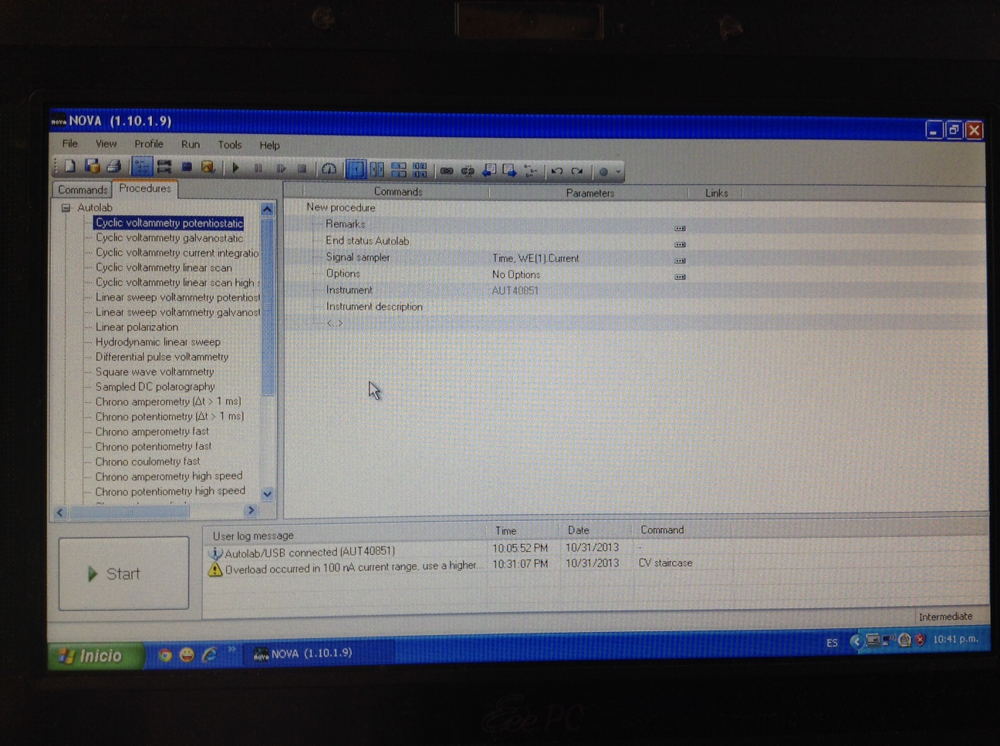 NOVA NOVA (1.10.1.9)
File View Profile Run Tools Help
Commands Procedures
Autolab
Cyclic voltammetry potentiostatic
Cyclic voltammetry galvanostatic
Cyclic voltammetry current integratio
Cyclic voltammetry linear scan
Cyclic voltammetry linear scan high s
Linear sweep voltammetry potentiost
Linear sweep voltammetry galvanost
Linear polarization
Hydrodynamic linear sweep
Differential pulse voltammetry
Square wave voltammetry
Sampled DC polarography
Chrono amperometry (Δt > 1 ms)
Chrono potentiometry (Δt > 1 ms)
Chrono amperometry fast
Chrono potentiometry fast
Chrono coulometry fast
Chrono amperometry high speed
Chrono potentiometry high speed
Commands Parameters Links
New procedure
Remarks
End status Autolab
Signal sampler Time, WE(1).Current
Options No Options
Instrument AUT40851
Instrument description
<..>
Start
User log message Time Date Command
Autolab/USB connected (AUT40851) 10:05:52 PM 10/31/2013 -
Overload occurred in 100 nA current range, use a higher... 10:31:07 PM 10/31/2013 CV staircase
Intermediate
Inicio NOVA NOVA (1.10.1.9) ES 10:41 p.m.
Eee PC